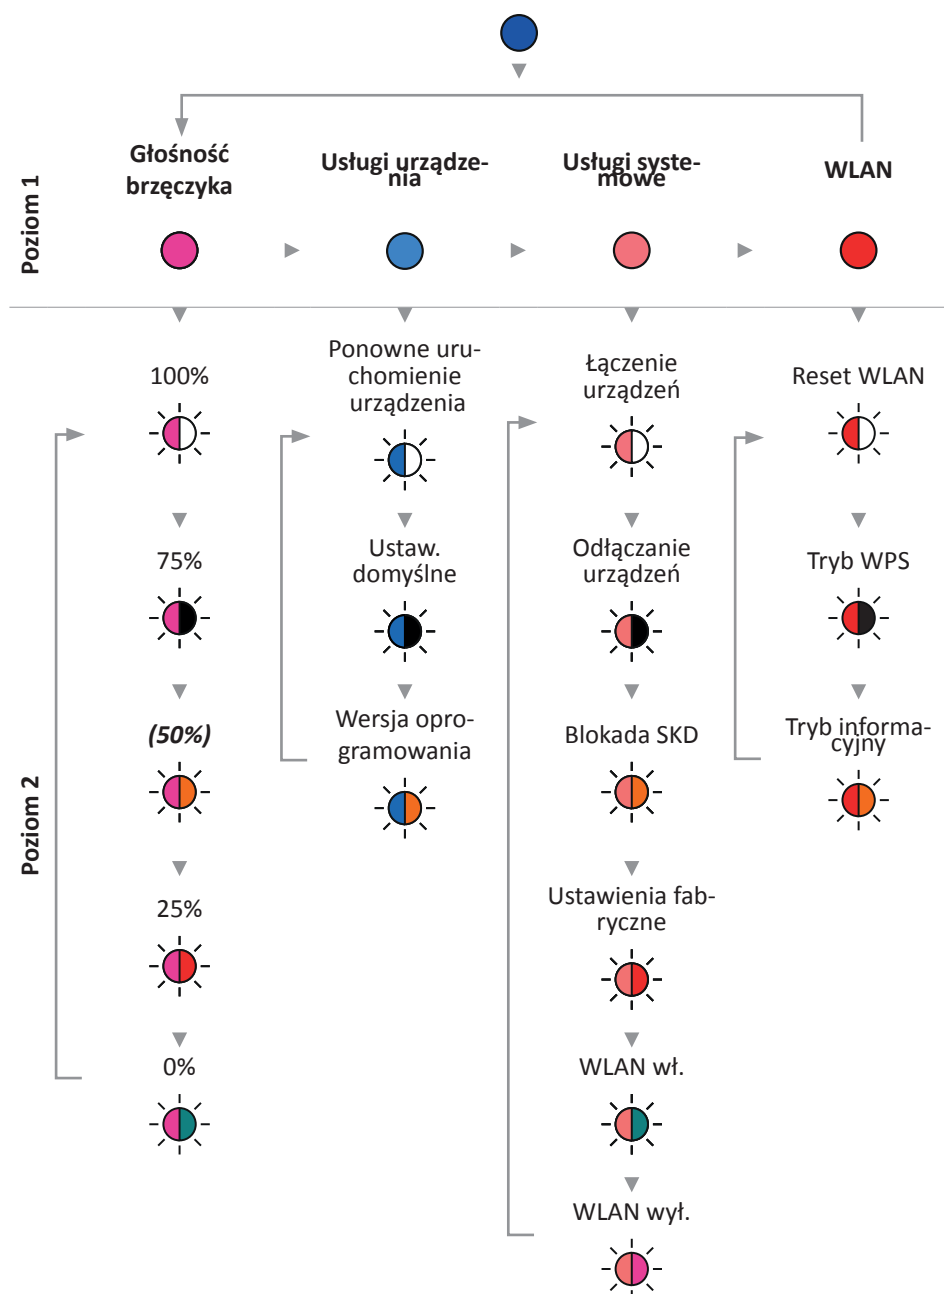 Głośność
brzęczyka
Usługi urządze-
nia
Usługi syste-
mowe
WLAN
Poziom 1
100%
75%
(50%)
25%
0%
Ponowne uru-
chomienie
urządzenia
Ustaw.
domyślne
Wersja opro-
gramowania
Łączenie
urządzeń
Odłączanie
urządzeń
Blokada SKD
Ustawienia fab-
ryczne
WLAN wł.
WLAN wył.
Reset WLAN
Tryb WPS
Tryb informa-
cyjny
Poziom 2